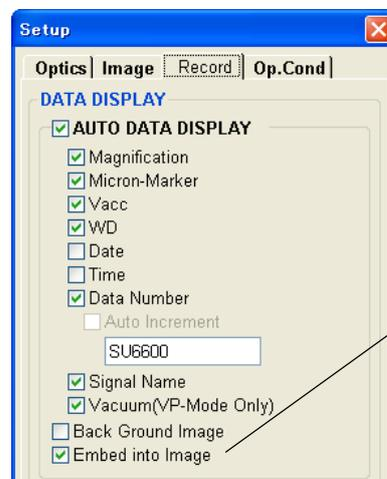 Setup
Optics Image Record Op.Cond
DATA DISPLAY
AUTO DATA DISPLAY
Magnification
Micron-Marker
Vacc
WD
Date
Time
Data Number
Auto Increment
SU6600
Signal Name
Vacuum(VP-Mode Only)
Back Ground Image
Embed into Image